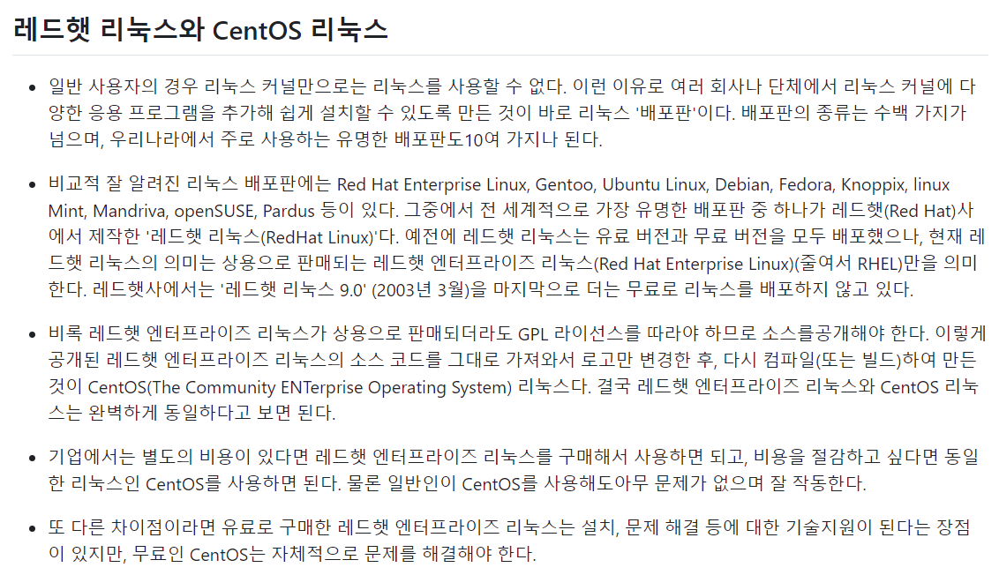 레드햇 리눅스와 CentOS 리눅스
• 일반 사용자의 경우 리눅스 커널만으로는 리눅스를 사용할 수 없다. 이런 이유로 여러 회사나 단체에서 리눅스 커널에 다
양한 응용 프로그램을 추가해 쉽게 설치할 수 있도록 만든 것이 바로 리눅스 '배포판'이다. 배포판의 종류는 수백 가지가
넘으며, 우리나라에서 주로 사용하는 유명한 배포판도10여 가지나 된다.
• 비교적 잘 알려진 리눅스 배포판에는 Red Hat Enterprise Linux, Gentoo, Ubuntu Linux, Debian, Fedora, Knoppix, linux
Mint, Mandriva, openSUSE, Pardus 등이 있다. 그중에서 전 세계적으로 가장 유명한 배포판 중 하나가 레드햇(Red Hat)사
에서 제작한 '레드햇 리눅스(RedHat Linux)'다. 예전에 레드햇 리눅스는 유료 버전과 무료 버전을 모두 배포했으나, 현재 레
드햇 리눅스의 의미는 상용으로 판매되는 레드햇 엔터프라이즈 리눅스(Red Hat Enterprise Linux)(줄여서 RHEL)만을 의미
한다. 레드햇사에서는 '레드햇 리눅스 9.0' (2003년 3월)을 마지막으로 더는 무료로 리눅스를 배포하지 않고 있다.
• 비록 레드햇 엔터프라이즈 리눅스가 상용으로 판매되더라도 GPL 라이선스를 따라야 하므로 소스를공개해야 한다. 이렇게
공개된 레드햇 엔터프라이즈 리눅스의 소스 코드를 그대로 가져와서 로고만 변경한 후, 다시 컴파일(또는 빌드)하여 만든
것이 CentOS(The Community ENTerprise Operating System) 리눅스다. 결국 레드햇 엔터프라이즈 리눅스와 CentOS 리눅
스는 완벽하게 동일하다고 보면 된다.
• 기업에서는 별도의 비용이 있다면 레드햇 엔터프라이즈 리눅스를 구매해서 사용하면 되고, 비용을 절감하고 싶다면 동일
한 리눅스인 CentOS를 사용하면 된다. 물론 일반인이 CentOS를 사용해도아무 문제가 없으며 잘 작동한다.
• 또 다른 차이점이라면 유료로 구매한 레드햇 엔터프라이즈 리눅스는 설치, 문제 해결 등에 대한 기술지원이 된다는 장점
이 있지만, 무료인 CentOS는 자체적으로 문제를 해결해야 한다.